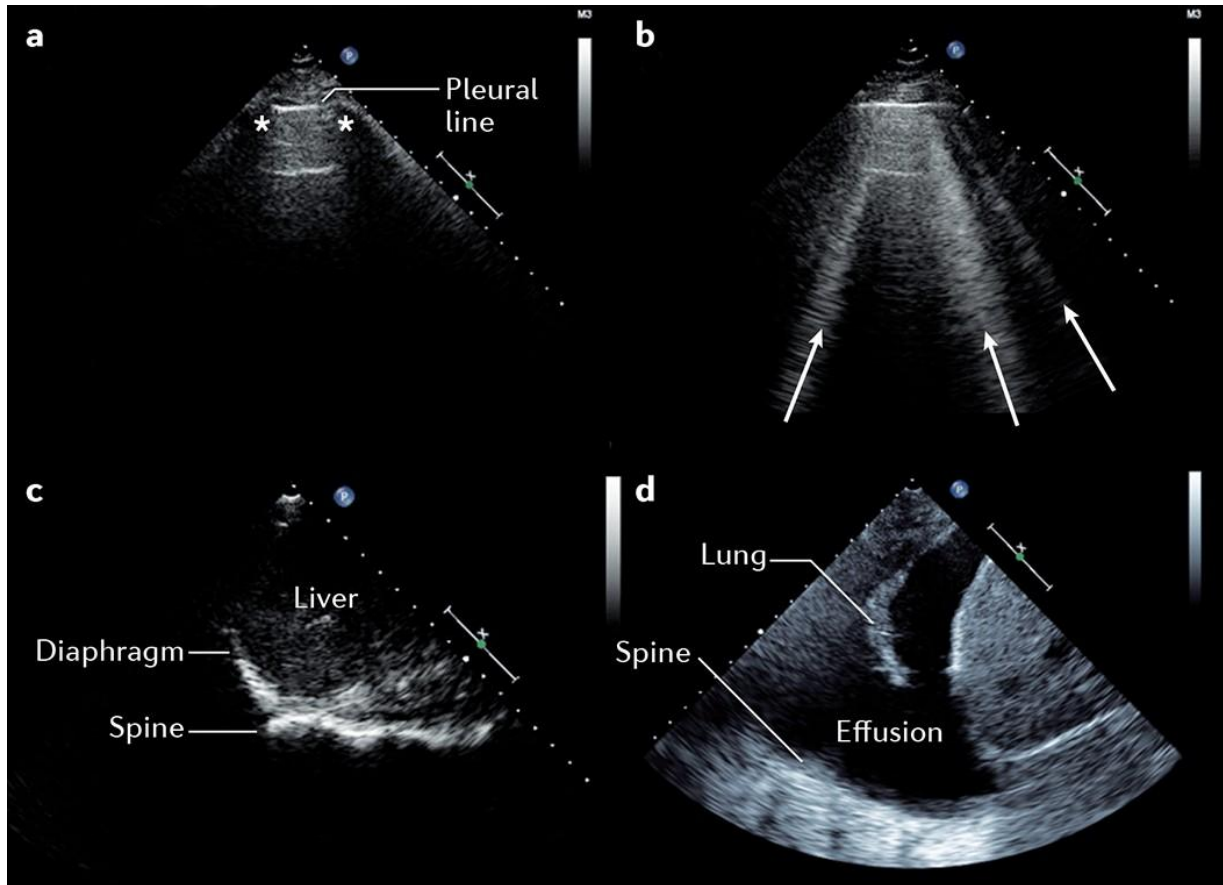 a
M3
P
Pleural
line
*
*
b
M3
P
c
P
Liver
Diaphragm
Spine
d
P
Lung
Spine
Effusion